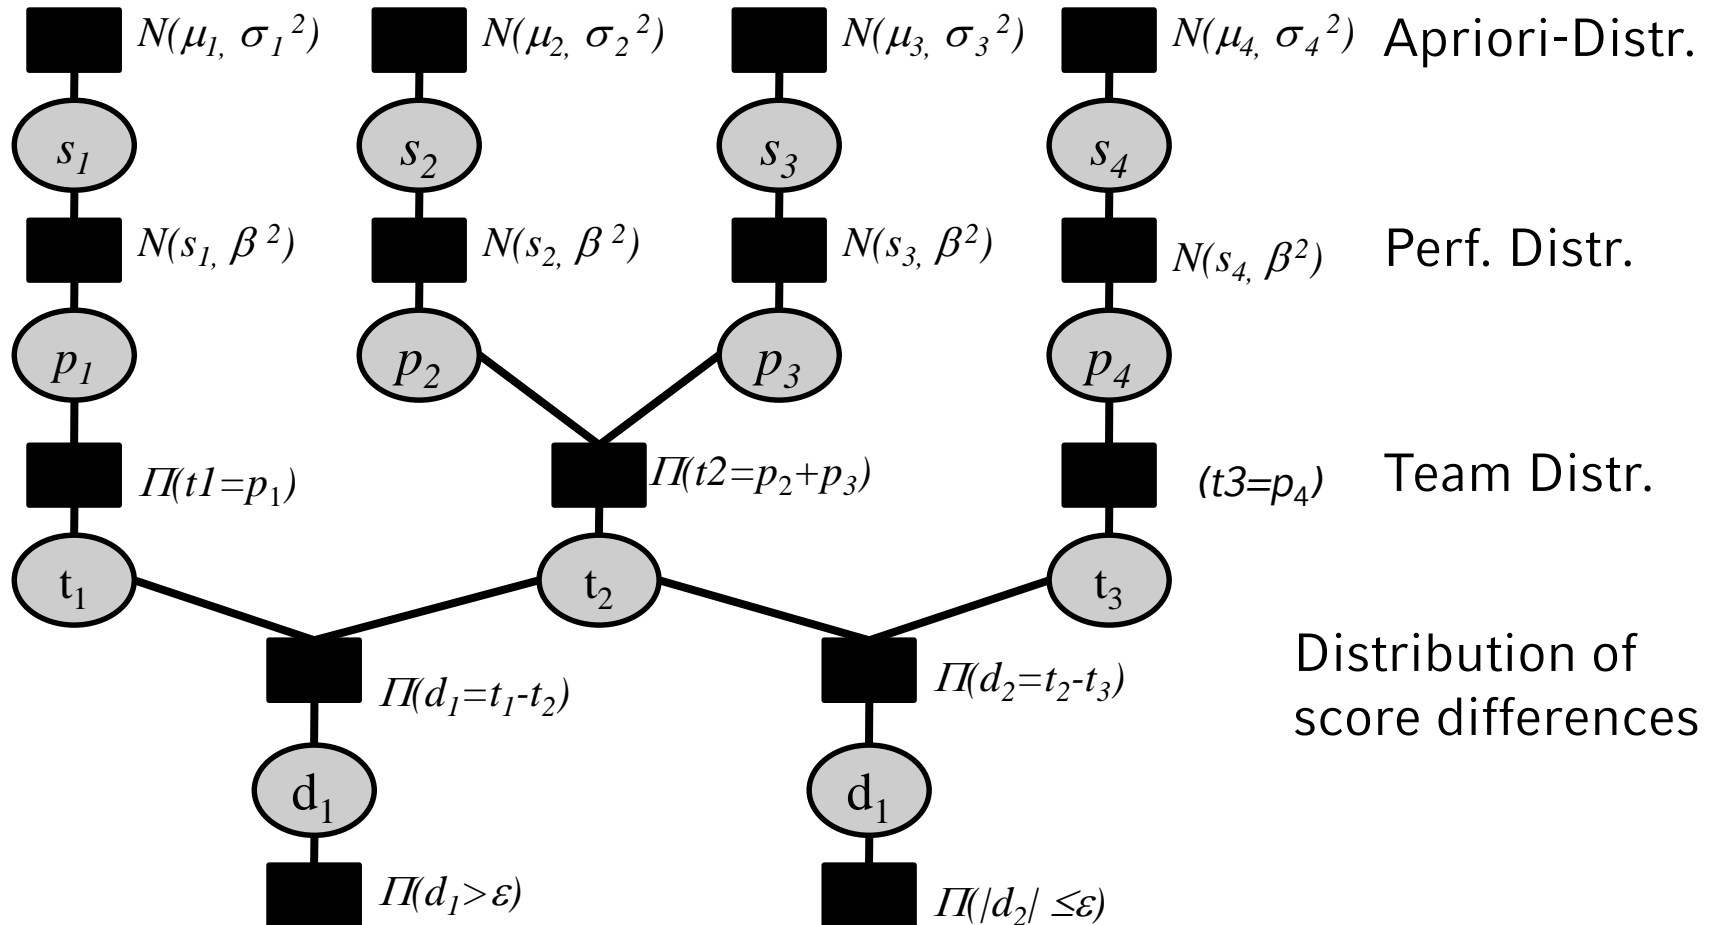 N(μ₁, σ₁²) N(μ₂, σ₂²) N(μ₃, σ₃²) N(μ₄, σ₄²) Apriori-Distr.
s₁ s₂ s₃ s₄
N(s₁, β²) N(s₂, β²) N(s₃, β²) N(s₄, β²) Perf. Distr.
p₁ p₂ p₃ p₄
Π(t1=p₁) Π(t2=p₂+p₃) (t3=p₄) Team Distr.
t₁ t₂ t₃
Π(d₁=t₁-t₂) Π(d₂=t₂-t₃) Distribution of
score differences
d₁ d₁
Π(d₁>ε) Π(|d₂| ≤ε)